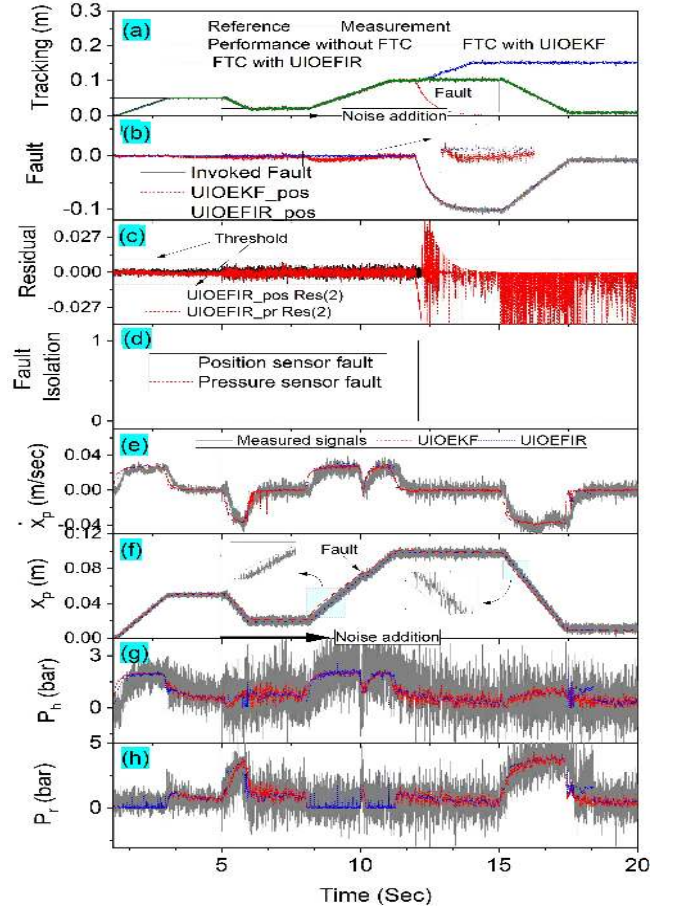 (a)
Tracking (m)
0.3
0.2
0.1
0.0
Reference Measurement
Performance without FTC FTC with UIOEKF
FTC with UIOEFIR
Fault
Noise addition
(b)
Fault
0.0
-0.1
Invoked Fault
UIOEKF_pos
UIOEFIR_pos
(c)
Residual
0.027
0.000
-0.027
Threshold
UIOEFIR_pos Res(2)
UIOEFIR_pr Res(2)
(d)
Fault
Isolation
1
0
Position sensor fault
Pressure sensor fault
(e)
ẋp (m/sec)
0.04
0.00
-0.04
Measured signals UIOEKF UIOEFIR
(f)
xp (m)
0.12
0.08
0.04
0.00
Fault
Noise addition
(g)
Ph (bar)
3
0
(h)
Pr (bar)
5
0
5 10 15 20
Time (Sec)